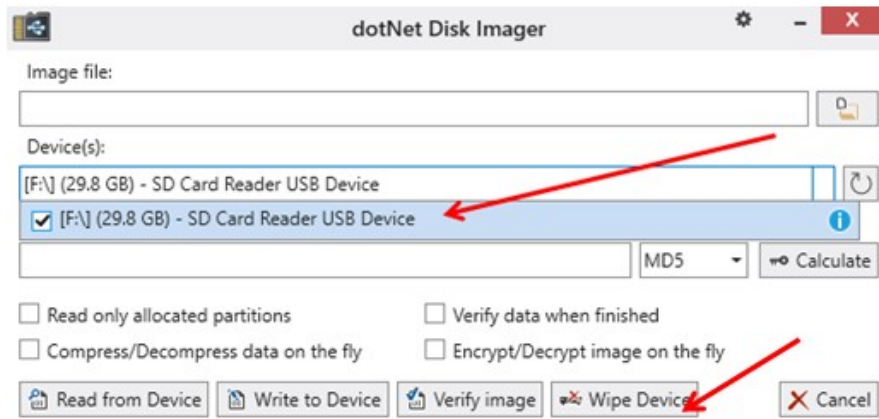 dotNet Disk Imager
Image file:
Device(s):
[F:\] (29.8 GB) - SD Card Reader USB Device
[F:\] (29.8 GB) - SD Card Reader USB Device
MD5 Calculate
Read only allocated partitions Verify data when finished
Compress/Decompress data on the fly Encrypt/Decrypt image on the fly
Read from Device Write to Device Verify image Wipe Device Cancel